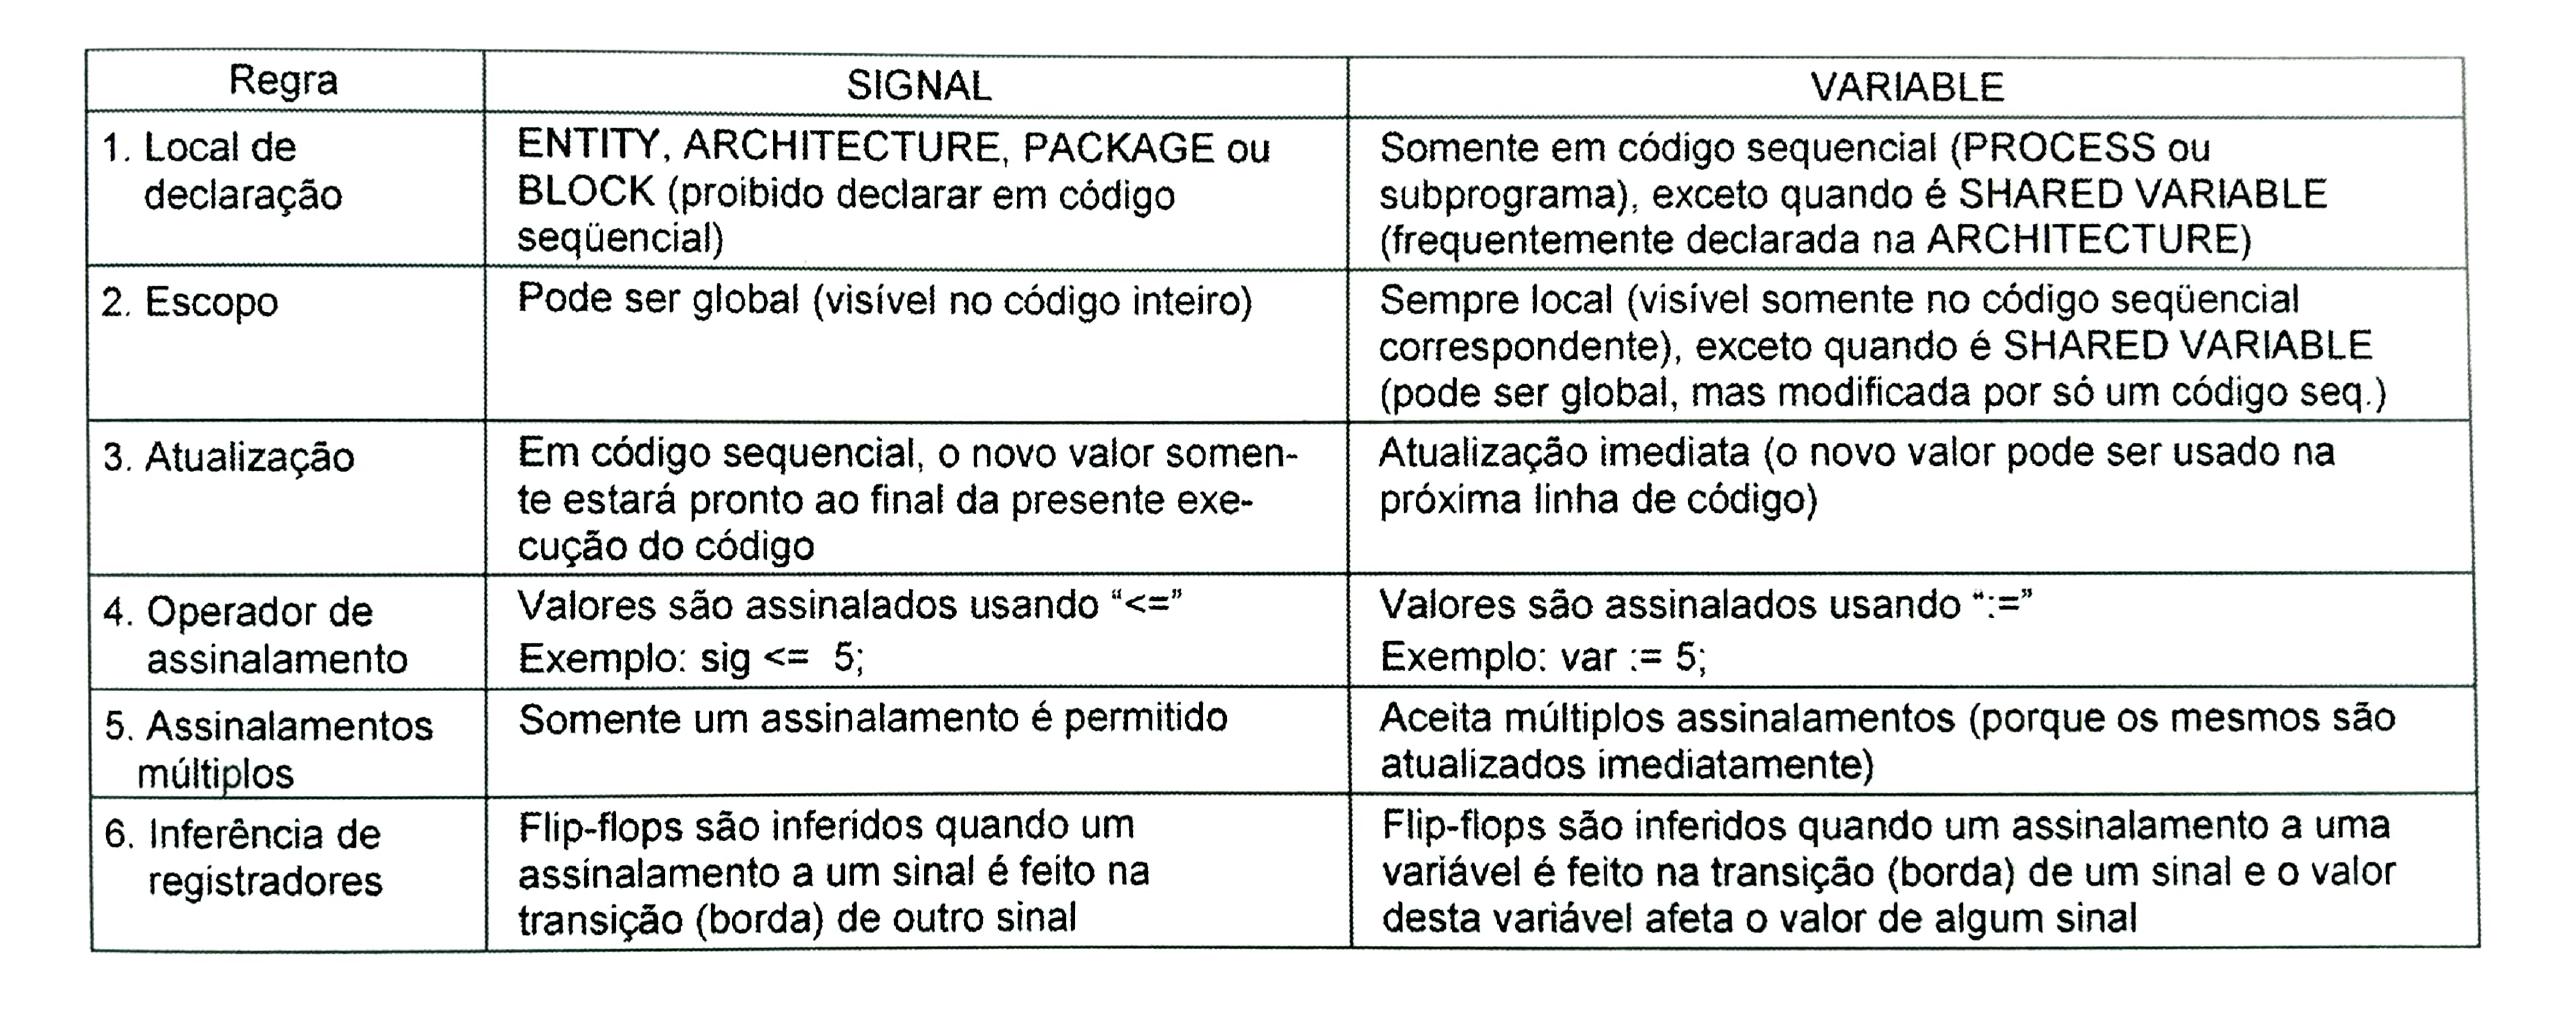 Regra
SIGNAL
VARIABLE
1. Local de
declaração
ENTITY, ARCHITECTURE, PACKAGE ou
BLOCK (proibido declarar em código
seqüencial)
Somente em código sequencial (PROCESS ou
subprograma), exceto quando é SHARED VARIABLE
(frequentemente declarada na ARCHITECTURE)
2. Escopo
Pode ser global (visível no código inteiro)
Sempre local (visível somente no código seqüencial
correspondente), exceto quando é SHARED VARIABLE
(pode ser global, mas modificada por só um código seq.)
3. Atualização
Em código sequencial, o novo valor somen-
te estará pronto ao final da presente exe-
cução do código
Atualização imediata (o novo valor pode ser usado na
próxima linha de código)
4. Operador de
assinalamento
Valores são assinalados usando “<=”
Exemplo: sig <= 5;
Valores são assinalados usando “:=”
Exemplo: var := 5;
5. Assinalamentos
múltiplos
Somente um assinalamento é permitido
Aceita múltiplos assinalamentos (porque os mesmos são
atualizados imediatamente)
6. Inferência de
registradores
Flip-flops são inferidos quando um
assinalamento a um sinal é feito na
transição (borda) de outro sinal
Flip-flops são inferidos quando um assinalamento a uma
variável é feito na transição (borda) de um sinal e o valor
desta variável afeta o valor de algum sinal